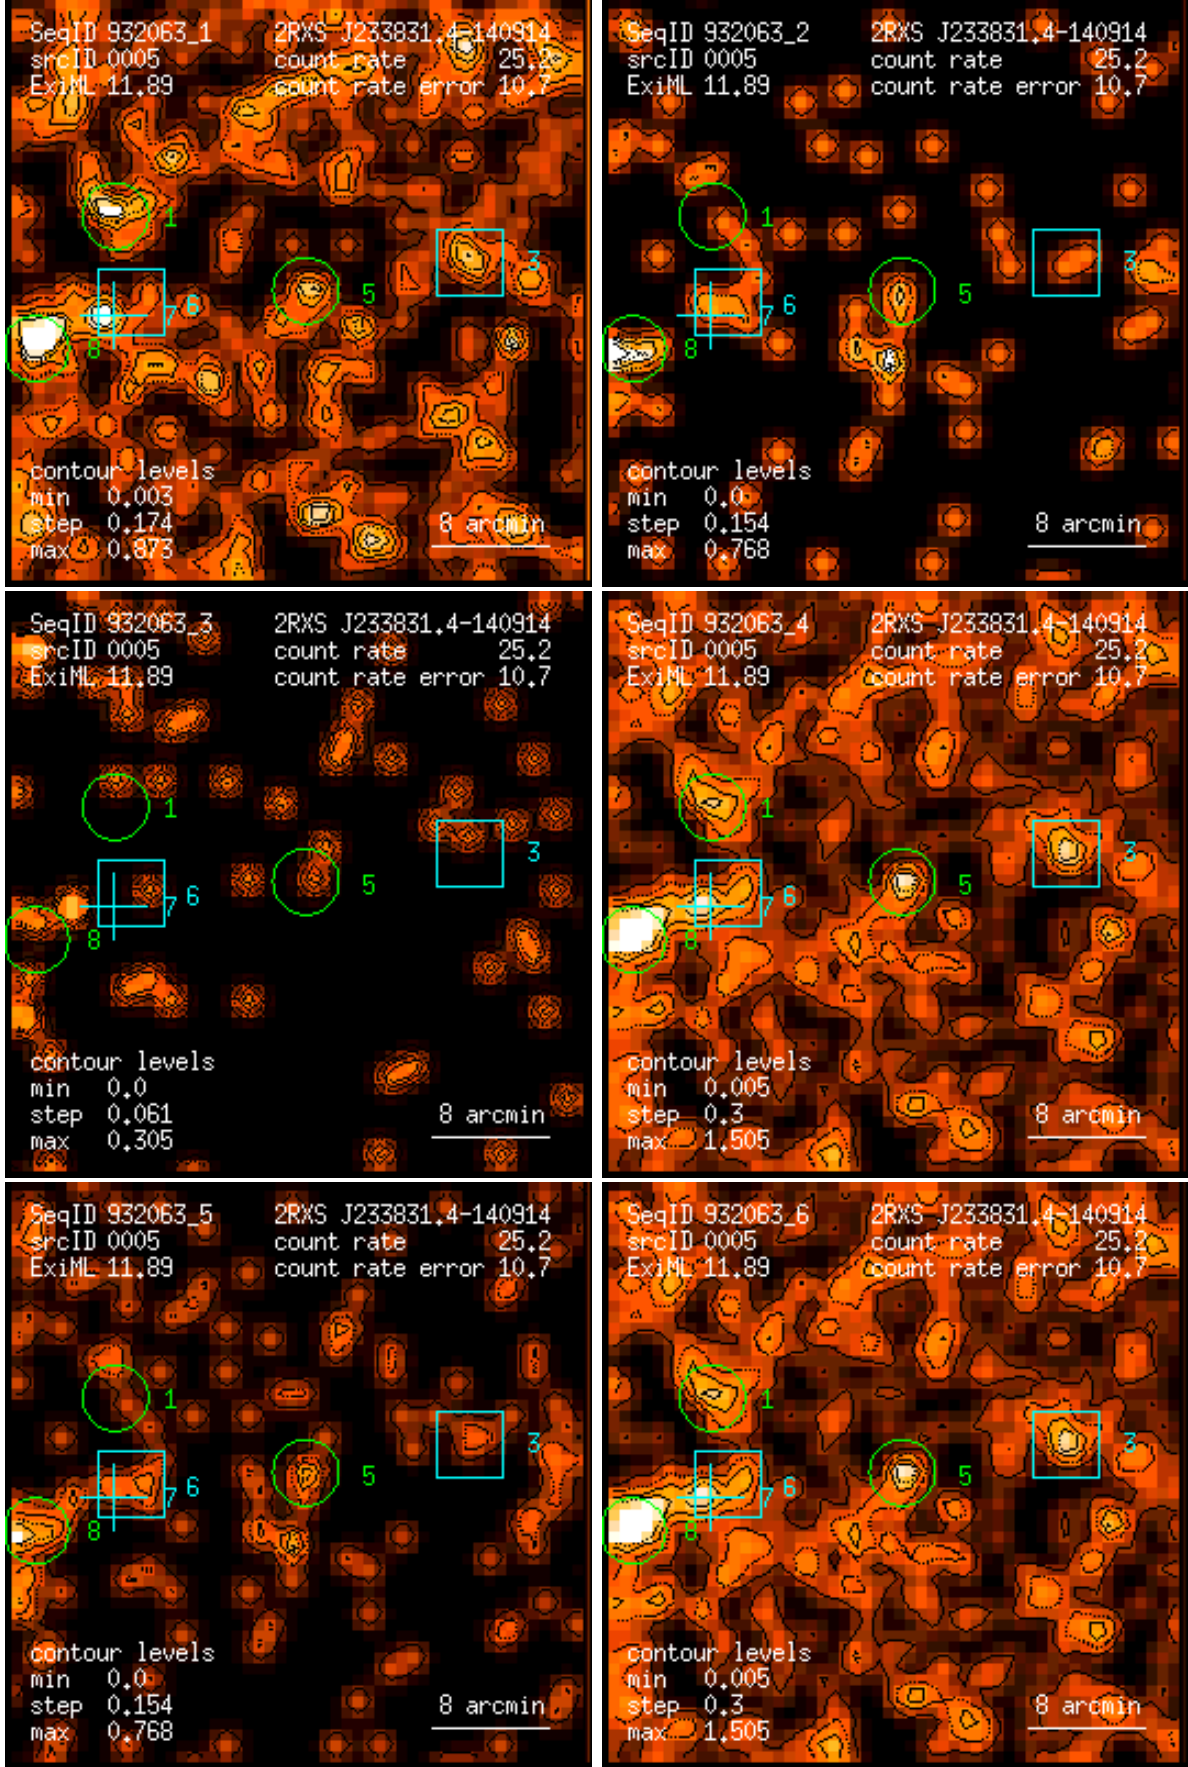 SeqID 932063_1 2RXS J233831.4-140914
srcID 0005 count rate 25.2
ExiML 11.89 count rate error 10.7
1
3
5
6
7
8
contour levels
min 0.003
step 0.174
max 0.873
8 arcmin
SeqID 932063_2 2RXS J233831.4-140914
srcID 0005 count rate 25.2
ExiML 11.89 count rate error 10.7
1
3
5
6
7
8
contour levels
min 0.0
step 0.154
max 0.768
8 arcmin
SeqID 932063_3 2RXS J233831.4-140914
srcID 0005 count rate 25.2
ExiML 11.89 count rate error 10.7
1
3
5
6
7
8
contour levels
min 0.0
step 0.061
max 0.305
8 arcmin
SeqID 932063_4 2RXS J233831.4-140914
srcID 0005 count rate 25.2
ExiML 11.89 count rate error 10.7
1
3
5
6
7
8
contour levels
min 0.005
step 0.3
max 1.505
8 arcmin
SeqID 932063_5 2RXS J233831.4-140914
srcID 0005 count rate 25.2
ExiML 11.89 count rate error 10.7
1
3
5
6
7
8
contour levels
min 0.0
step 0.154
max 0.768
8 arcmin
SeqID 932063_6 2RXS J233831.4-140914
srcID 0005 count rate 25.2
ExiML 11.89 count rate error 10.7
1
3
5
6
7
8
contour levels
min 0.005
step 0.3
max 1.505
8 arcmin